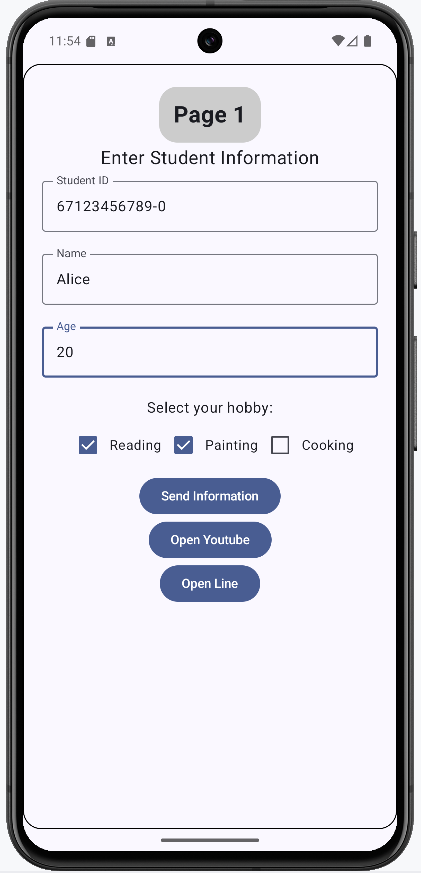 11:54
Page 1
Enter Student Information
Student ID
67123456789-0
Name
Alice
Age
20
Select your hobby:
Reading Painting Cooking
Send Information
Open Youtube
Open Line